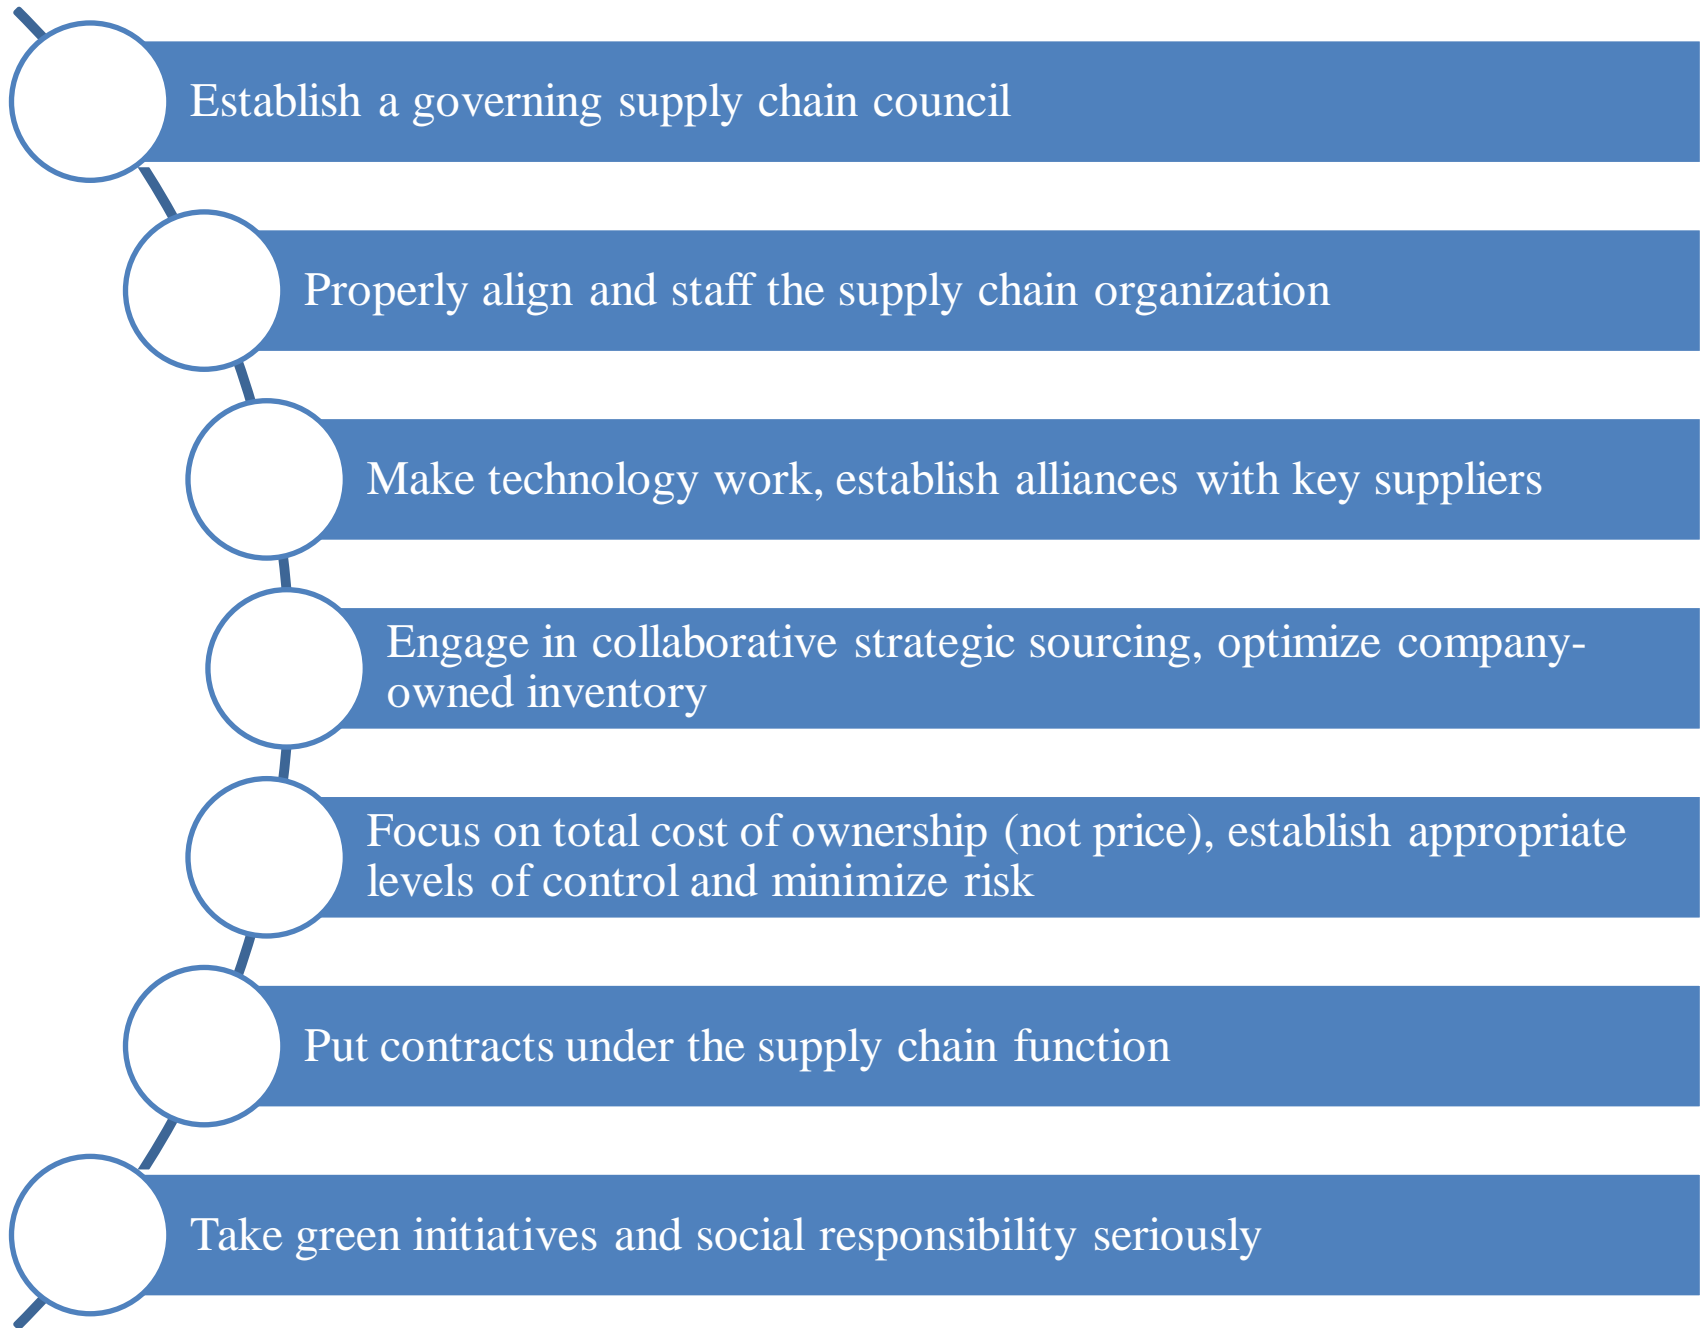 Establish a governing supply chain council
Properly align and staff the supply chain organization
Make technology work, establish alliances with key suppliers
Engage in collaborative strategic sourcing, optimize company-
owned inventory
Focus on total cost of ownership (not price), establish appropriate
levels of control and minimize risk
Put contracts under the supply chain function
Take green initiatives and social responsibility seriously